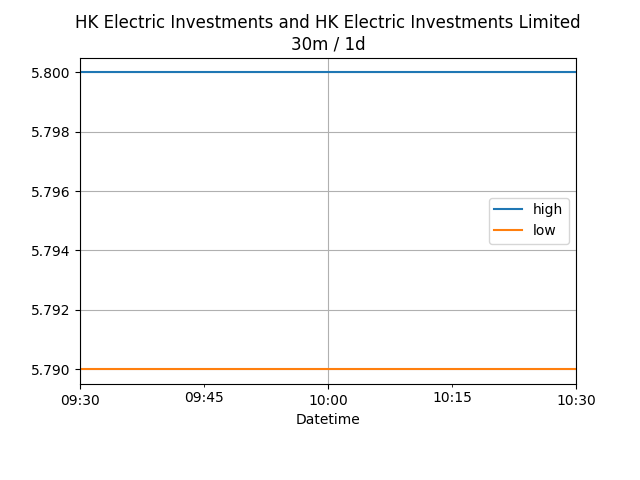 HK Electric Investments and HK Electric Investments Limited
30m / 1d
5.800
5.798
5.796
5.794
5.792
5.790
high
low
09:30
09:45
10:00
10:15
10:30
Datetime